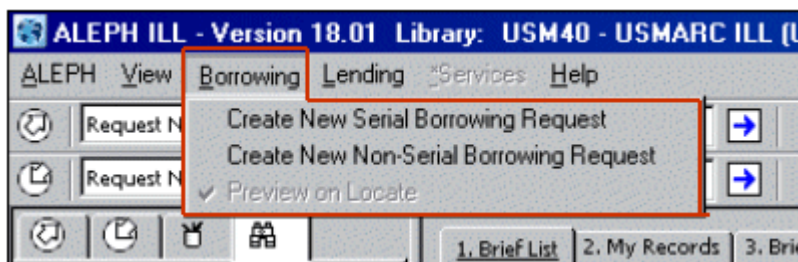 ALEPH ILL - Version 18.01 Library: USM40 - USMARC ILL (
ALEPH View Borrowing Lending *Services Help
Request N
Create New Serial Borrowing Request
Create New Non-Serial Borrowing Request
Request N
✓ Preview on Locate
1. Brief List 2. My Records 3. Brie